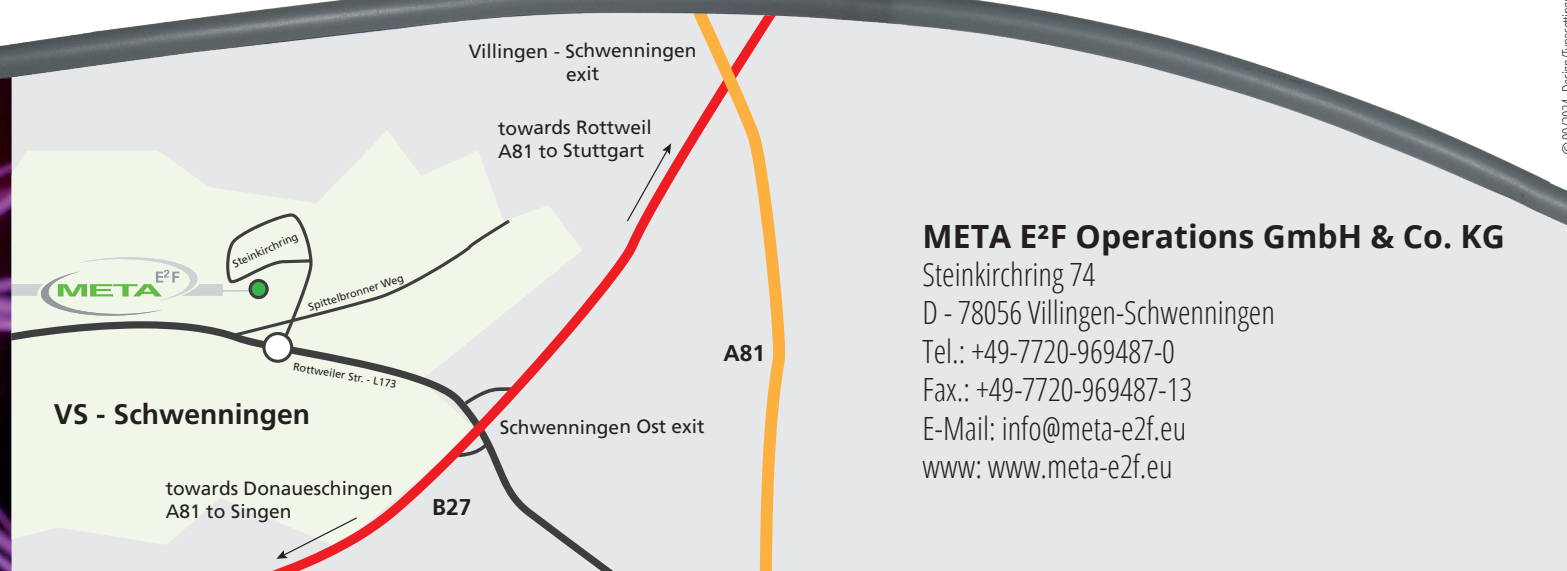 Villingen - Schwenningen
exit
towards Rottweil
A81 to Stuttgart
Steinkirchring
E²F
META
Spittelbronner Weg
Rottweiler Str. - L173
VS - Schwenningen
Schwenningen Ost exit
towards Donaueschingen
A81 to Singen
B27
A81
META E²F Operations GmbH & Co. KG
Steinkirchring 74
D - 78056 Villingen-Schwenningen
Tel.: +49-7720-969487-0
Fax.: +49-7720-969487-13
E-Mail: info@meta-e2f.eu
www: www.meta-e2f.eu